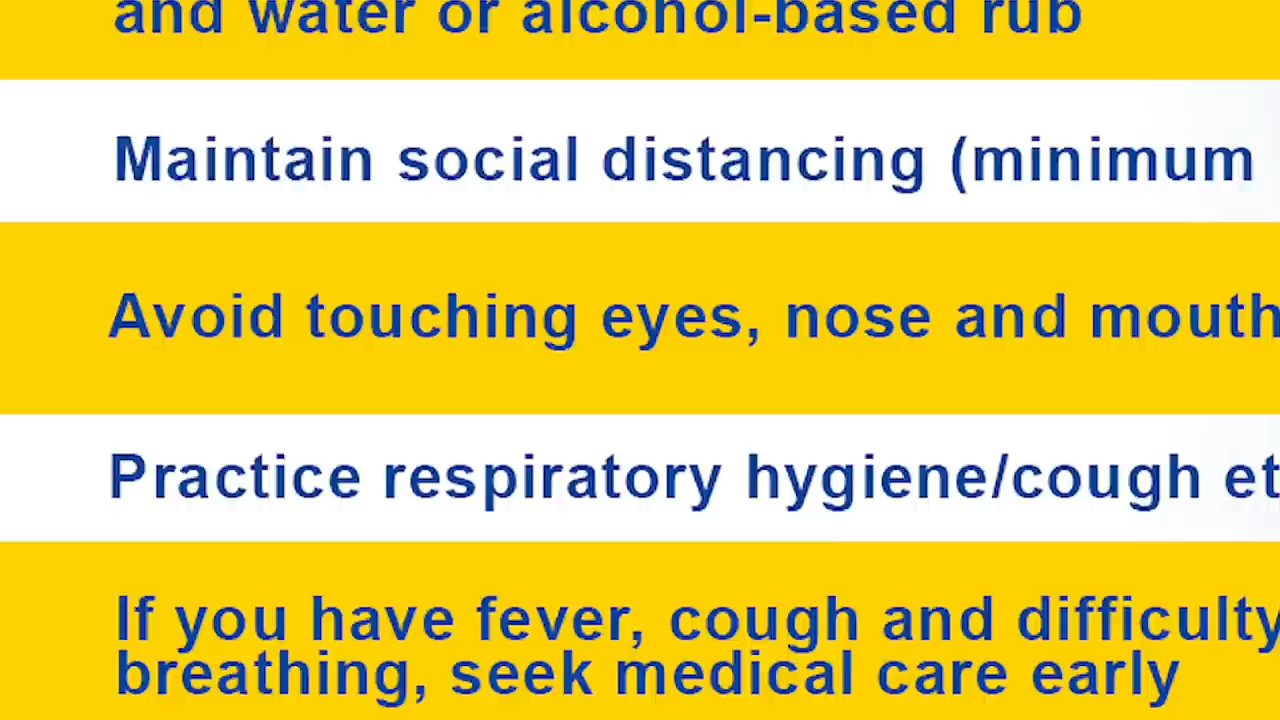 and water or alcohol-based rub
Maintain social distancing (minimum
Avoid touching eyes, nose and mouth
Practice respiratory hygiene/cough et
If you have fever, cough and difficulty
breathing, seek medical care early